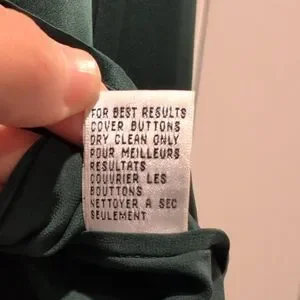 FOR BEST RESULTS
COVER BUTTONS
DRY CLEAN ONLY
POUR MEILLEURS
RESULTATS
COUVRIER LES
BOUTTONS
NETTOYER A SEC
SEULEMENT